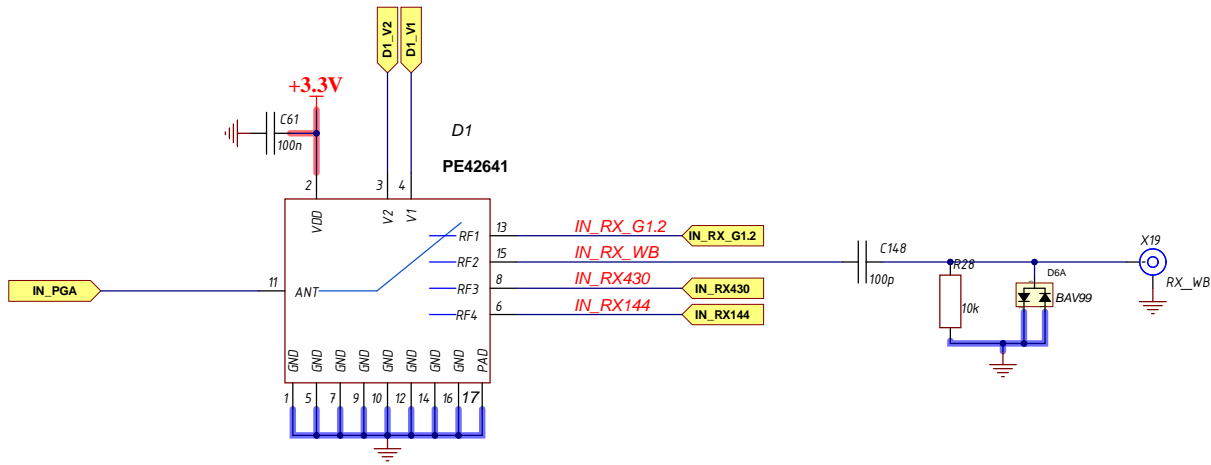 D1_V2
D1_V1
+3.3V
C61
100n
D1
PE42641
2
3
4
VDD
V2
V1
13
IN_RX_G1.2
IN_RX_G1.2
RF1
15
IN_RX_WB
RF2
C148
100p
R28
10k
D6A
BAV99
X19
RX_WB
IN_PGA
11
ANT
8
IN_RX430
IN_RX430
RF3
6
IN_RX144
IN_RX144
RF4
GND
GND
GND
GND
GND
GND
GND
GND
PAD
1
5
7
9
10
12
14
16
17